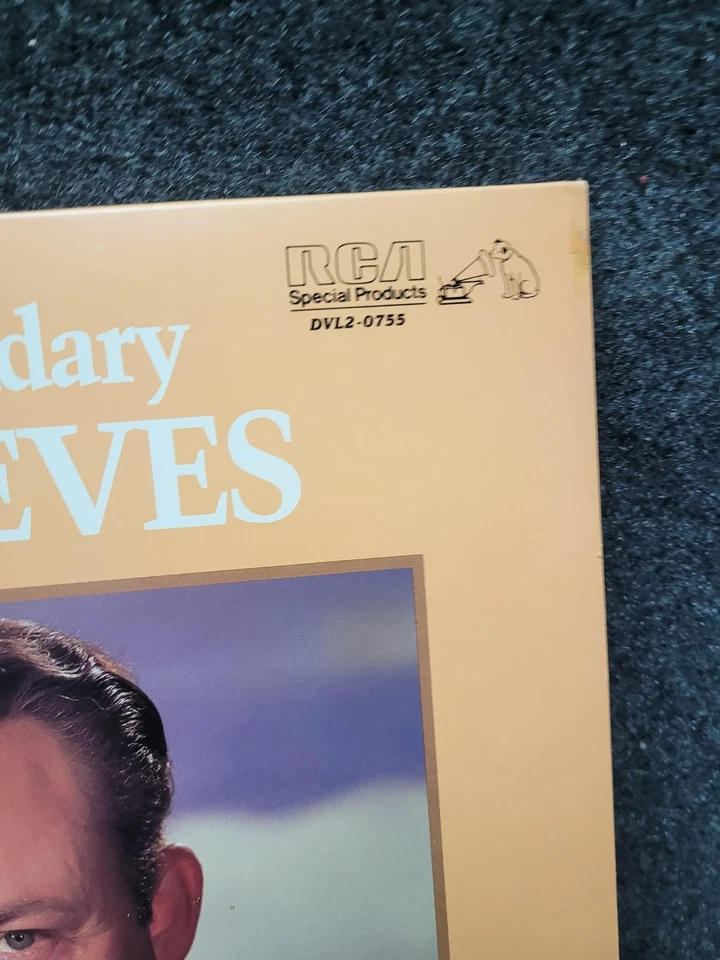 RCA
Special Products
DVL2-0755
dary
EVES